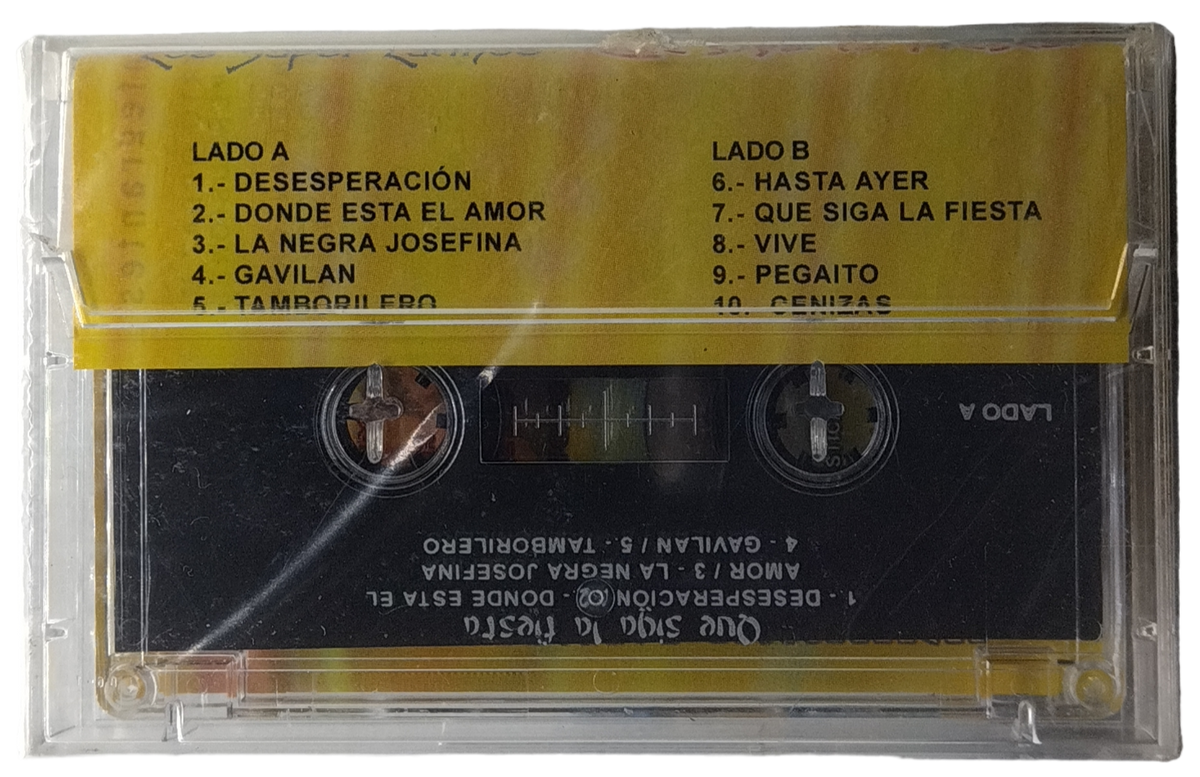 LADO A
1.- DESESPERACIÓN
2.- DONDE ESTA EL AMOR
3.- LA NEGRA JOSEFINA
4.- GAVILAN
5.- TAMBORILERO
LADO B
6.- HASTA AYER
7.- QUE SIGA LA FIESTA
8.- VIVE
9.- PEGAITO
10.- CENIZAS
LADO A
Que siga la fiesta
1 - DESESPERACIÓN / 2 - DONDE ESTA EL
AMOR / 3 - LA NEGRA JOSEFINA
4 - GAVILAN / 5 - TAMBORILERO